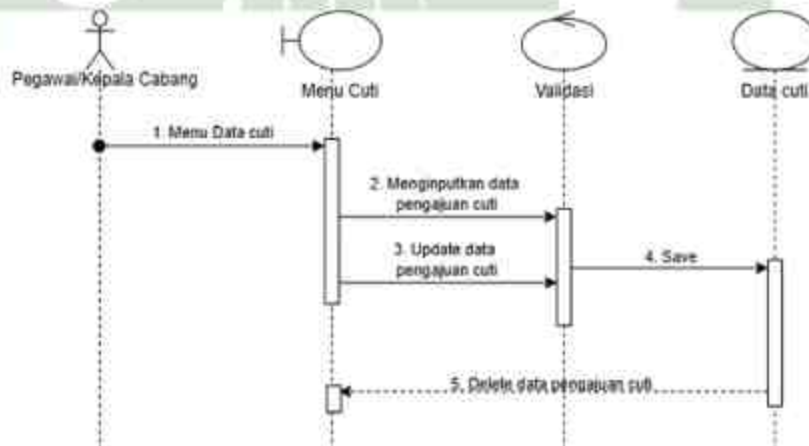 Pegawai/Kepala Cabang
Menu Cuti
Validasi
Data cuti
1. Menu Data cuti
2. Menginputkan data
pengajuan cuti
3. Update data
pengajuan cuti
4. Save
5. Delete data pengajuan cuti